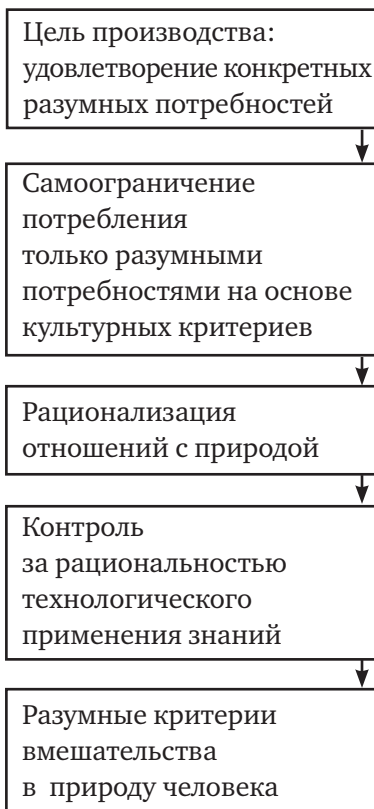 Цель производства:
удовлетворение конкретных
разумных потребностей
Самоограничение
потребления
только разумными
потребностями на основе
культурных критериев
Рационализация
отношений с природой
Контроль
за рациональностью
технологического
применения знаний
Разумные критерии
вмешательства
в природу человека